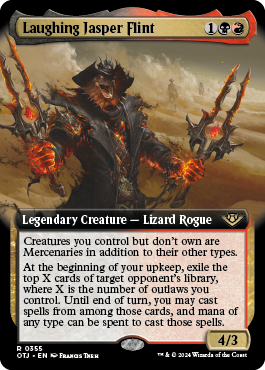 Laughing Jasper Flint 1
Legendary Creature — Lizard Rogue
Creatures you control but don't own are
Mercenaries in addition to their other types.
At the beginning of your upkeep, exile the
top X cards of target opponent's library,
where X is the number of outlaws you
control. Until end of turn, you may cast
spells from among those cards, and mana of
any type can be spent to cast those spells.
4/3
R 0355
OTJ • EN Francis Tneh
™ & © 2024 Wizards of the Coast